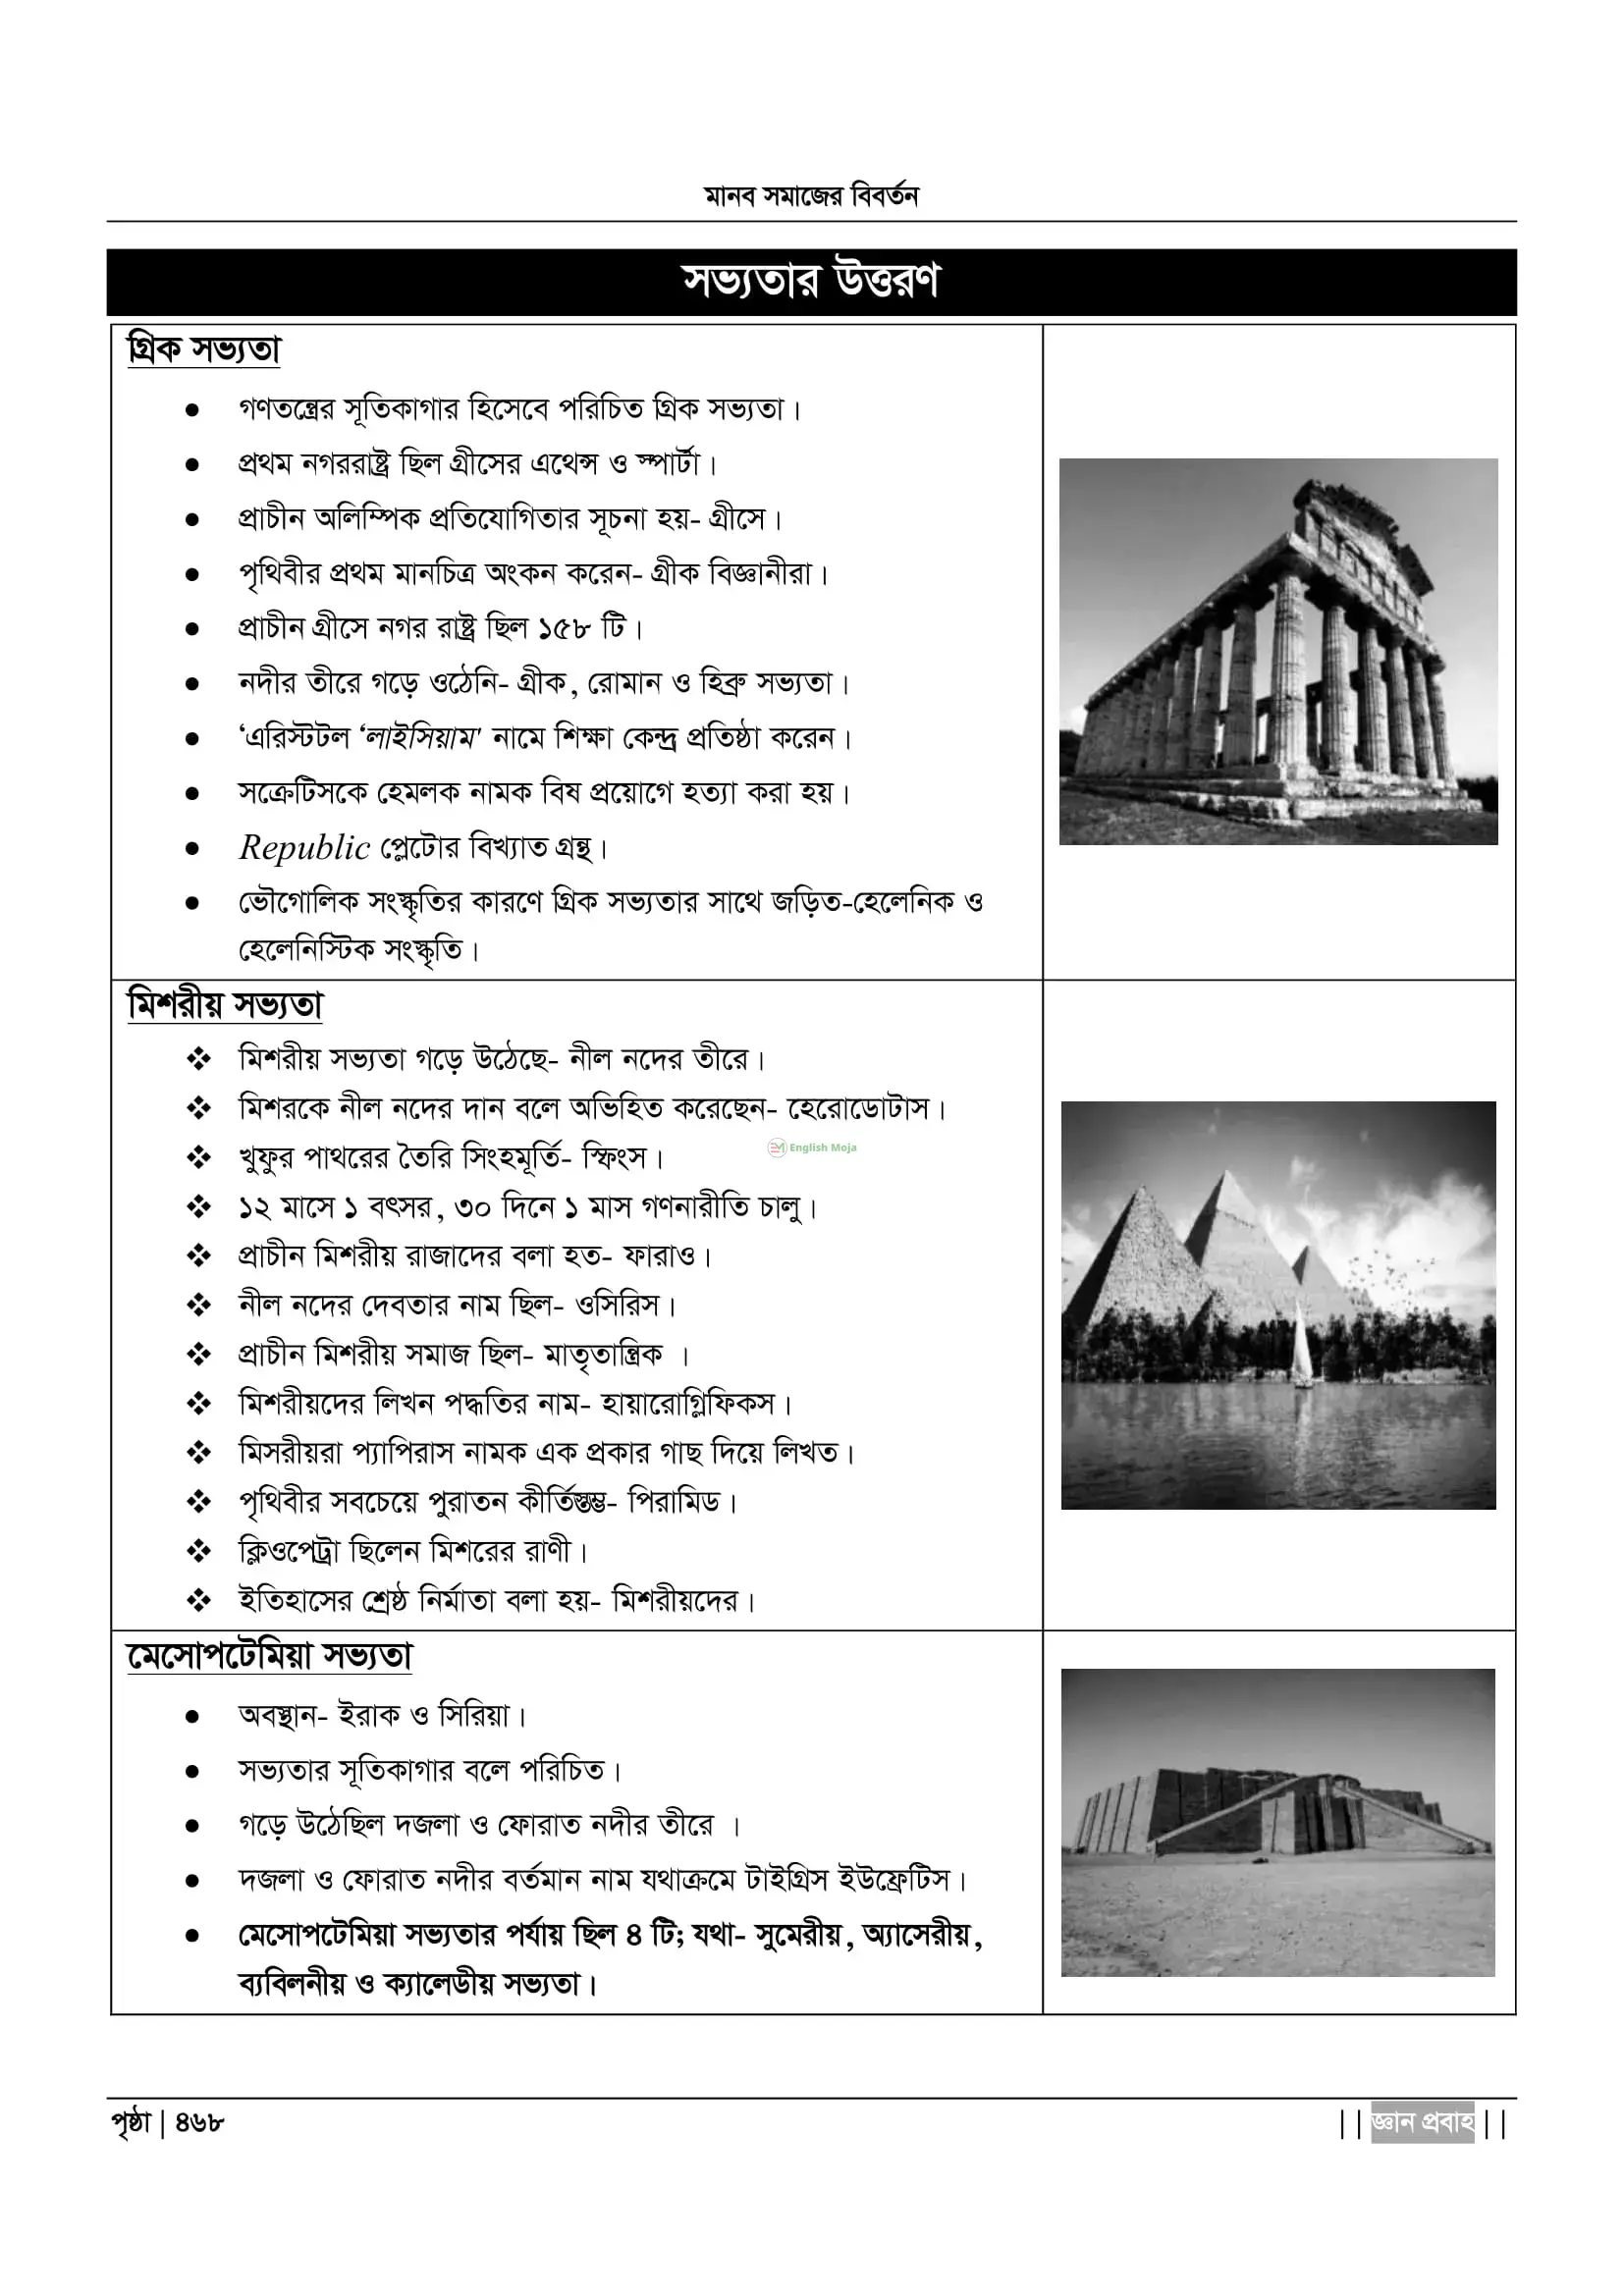 মানব সমাজের বিবর্তন
সভ্যতার উত্তরণ
গ্রিক সভ্যতা
● গণতন্ত্রের সূতিকাগার হিসেবে পরিচিত গ্রিক সভ্যতা।
● প্রথম নগররাষ্ট্র ছিল গ্রীসের এথেন্স ও স্পার্টা।
● প্রাচীন অলিম্পিক প্রতিযোগিতার সূচনা হয়- গ্রীসে।
● পৃথিবীর প্রথম মানচিত্র অংকন করেন- গ্রীক বিজ্ঞানীরা।
● প্রাচীন গ্রীসে নগর রাষ্ট্র ছিল ১৫৮ টি।
● নদীর তীরে গড়ে ওঠেনি- গ্রীক, রোমান ও হিব্রু সভ্যতা।
● ‘এরিস্টটল ‘লাইসিয়াম' নামে শিক্ষা কেন্দ্র প্রতিষ্ঠা করেন।
● সক্রেটিসকে হেমলক নামক বিষ প্রয়োগে হত্যা করা হয়।
● Republic প্লেটোর বিখ্যাত গ্রন্থ।
● ভৌগোলিক সংস্কৃতির কারণে গ্রিক সভ্যতার সাথে জড়িত-হেলেনিক ও
হেলেনিস্টিক সংস্কৃতি।
মিশরীয় সভ্যতা
❖ মিশরীয় সভ্যতা গড়ে উঠেছে- নীল নদের তীরে।
❖ মিশরকে নীল নদের দান বলে অভিহিত করেছেন- হেরোডোটাস।
❖ খুফুর পাথরের তৈরি সিংহমূর্তি- স্ফিংস।
English Moja
❖ ১২ মাসে ১ বৎসর, ৩০ দিনে ১ মাস গণনারীতি চালু।
❖ প্রাচীন মিশরীয় রাজাদের বলা হত- ফারাও।
❖ নীল নদের দেবতার নাম ছিল- ওসিরিস।
❖ প্রাচীন মিশরীয় সমাজ ছিল- মাতৃতান্ত্রিক ।
❖ মিশরীয়দের লিখন পদ্ধতির নাম- হায়ারোগ্লিফিকস।
❖ মিসরীয়রা প্যাপিরাস নামক এক প্রকার গাছ দিয়ে লিখত।
❖ পৃথিবীর সবচেয়ে পুরাতন কীর্তিস্তম্ভ- পিরামিড।
❖ ক্লিওপেট্রা ছিলেন মিশরের রাণী।
❖ ইতিহাসের শ্রেষ্ঠ নির্মাতা বলা হয়- মিশরীয়দের।
মেসোপটেমিয়া সভ্যতা
● অবস্থান- ইরাক ও সিরিয়া।
● সভ্যতার সূতিকাগার বলে পরিচিত।
● গড়ে উঠেছিল দজলা ও ফোরাত নদীর তীরে ।
● দজলা ও ফোরাত নদীর বর্তমান নাম যথাক্রমে টাইগ্রিস ইউফ্রেটিস।
● মেসোপটেমিয়া সভ্যতার পর্যায় ছিল ৪ টি; যথা- সুমেরীয়, অ্যাসেরীয়,
ব্যবিলনীয় ও ক্যালেডীয় সভ্যতা।
পৃষ্ঠা | ৪৬৮
|| জ্ঞান প্রবাহ ||